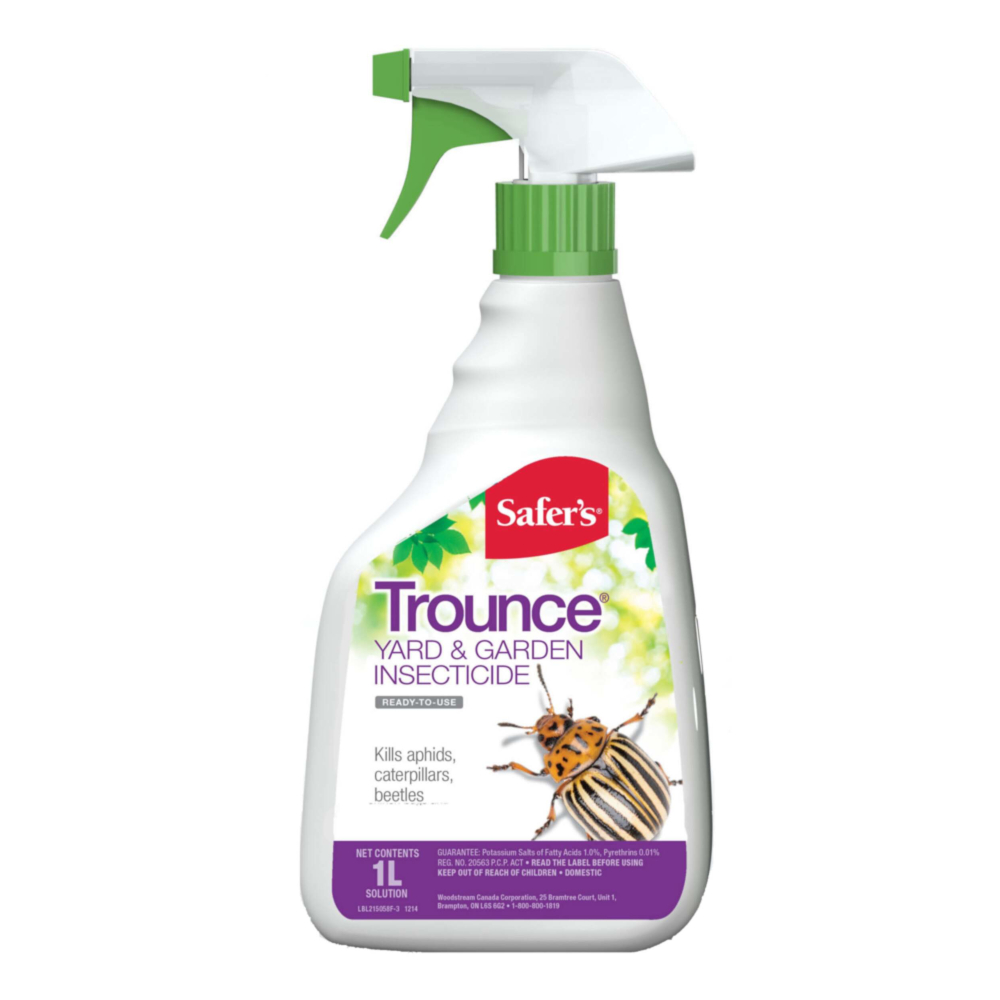 Safer's®
Trounce®
YARD & GARDEN
INSECTICIDE
READY-TO-USE
Kills aphids,
caterpillars,
beetles
NET CONTENTS
1L
SOLUTION
LBL215058F-3 1214
GUARANTEE: Potassium Salts of Fatty Acids 1.0%, Pyrethrins 0.01%
REG. NO. 20563 P.C.P. ACT • READ THE LABEL BEFORE USING
KEEP OUT OF REACH OF CHILDREN • DOMESTIC
Woodstream Canada Corporation, 25 Bramtree Court, Unit 1,
Brampton, ON L6S 6G2 • 1-800-800-1819